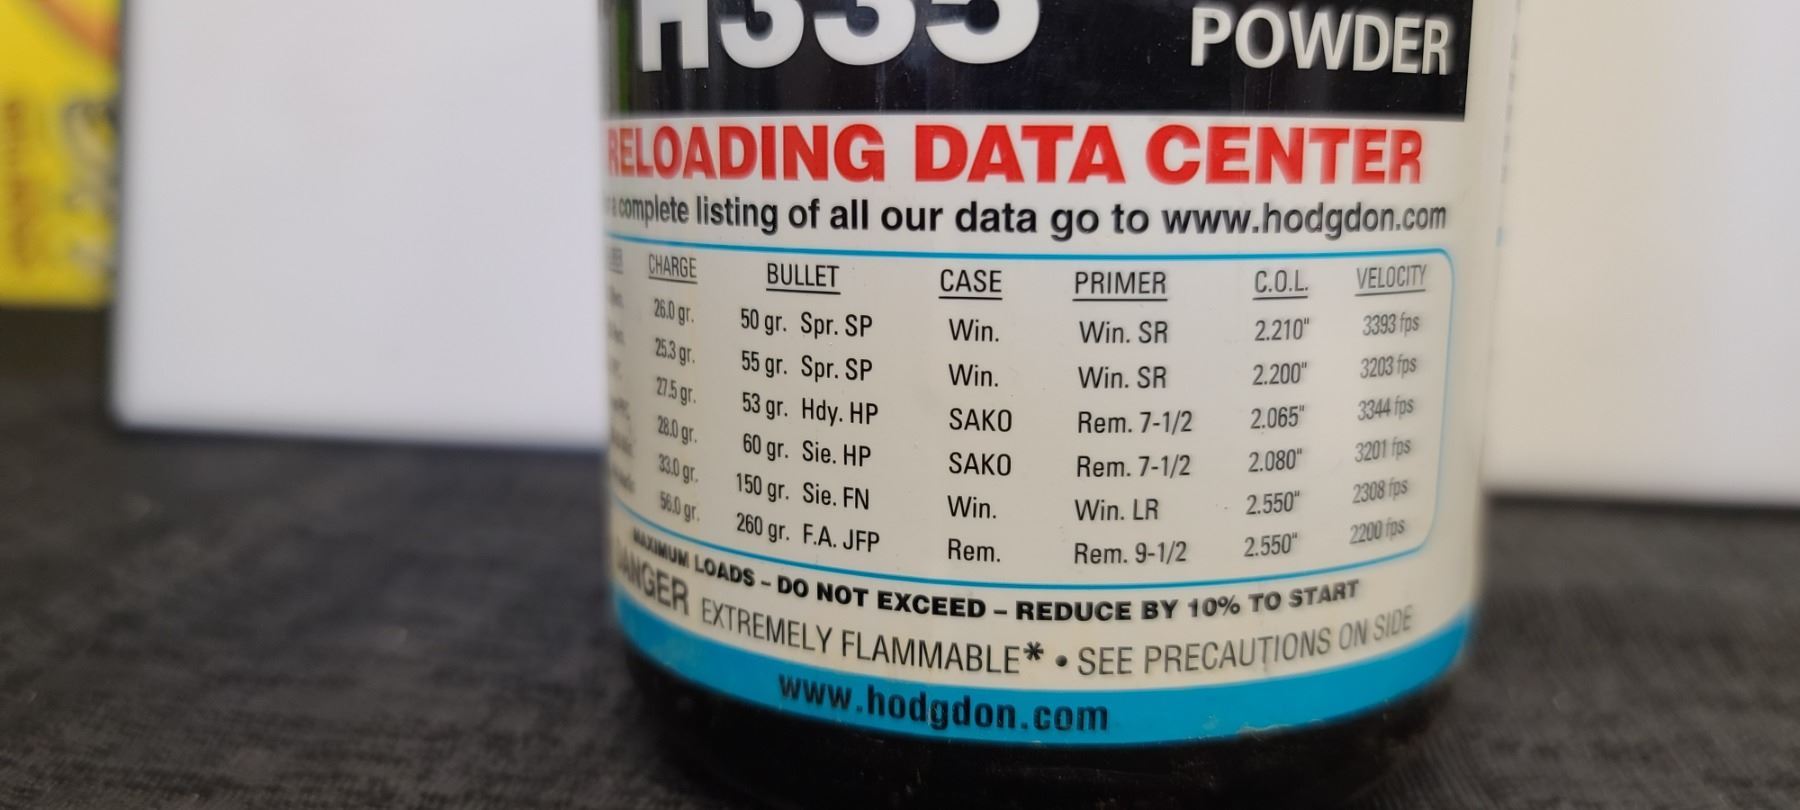 H335
POWDER
RELOADING DATA CENTER
a complete listing of all our data go to www.hodgdon.com
CHARGE BULLET CASE PRIMER C.O.L. VELOCITY
26.0 gr. 50 gr. Spr. SP Win. Win. SR 2.210" 3393 fps
25.3 gr. 55 gr. Spr. SP Win. Win. SR 2.200" 3203 fps
27.5 gr. 53 gr. Hdy. HP SAKO Rem. 7-1/2 2.065" 3344 fps
28.0 gr. 60 gr. Sie. HP SAKO Rem. 7-1/2 2.080" 3201 fps
33.0 gr. 150 gr. Sie. FN Win. Win. LR 2.550" 2308 fps
56.0 gr. 260 gr. F.A. JFP Rem. Rem. 9-1/2 2.550" 2200 fps
MAXIMUM LOADS – DO NOT EXCEED – REDUCE BY 10% TO START
DANGER EXTREMELY FLAMMABLE* • SEE PRECAUTIONS ON SIDE
www.hodgdon.com